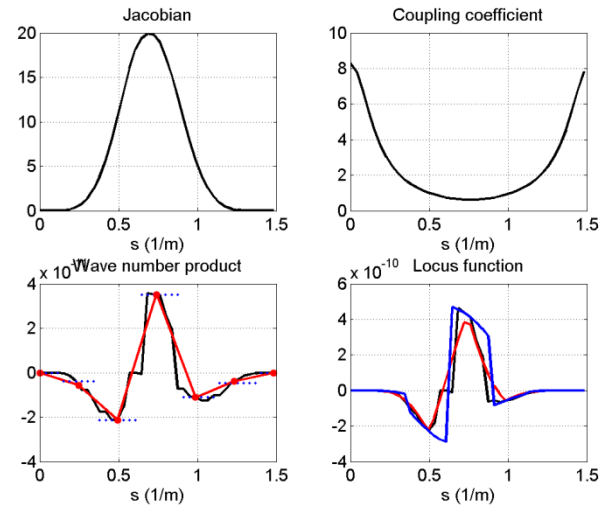 Jacobian
20
15
10
5
0
0 0.5 1 1.5
s (1/m)
Coupling coefficient
10
8
6
4
2
0
0 0.5 1 1.5
s (1/m)
Wave number product
x 10
4
2
0
-2
-4
0 0.5 1 1.5
s (1/m)
Locus function
x 10^-10
6
4
2
0
-2
-4
0 0.5 1 1.5
s (1/m)